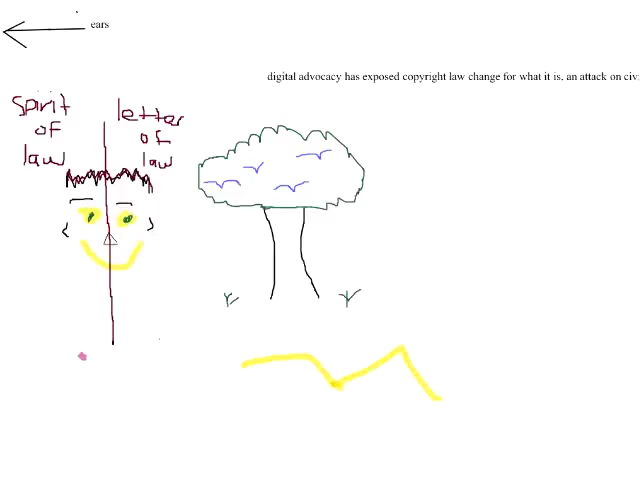 ears
digital advocacy has exposed copyright law change for what it is, an attack on civ
spirit
of
law
letter
of
law